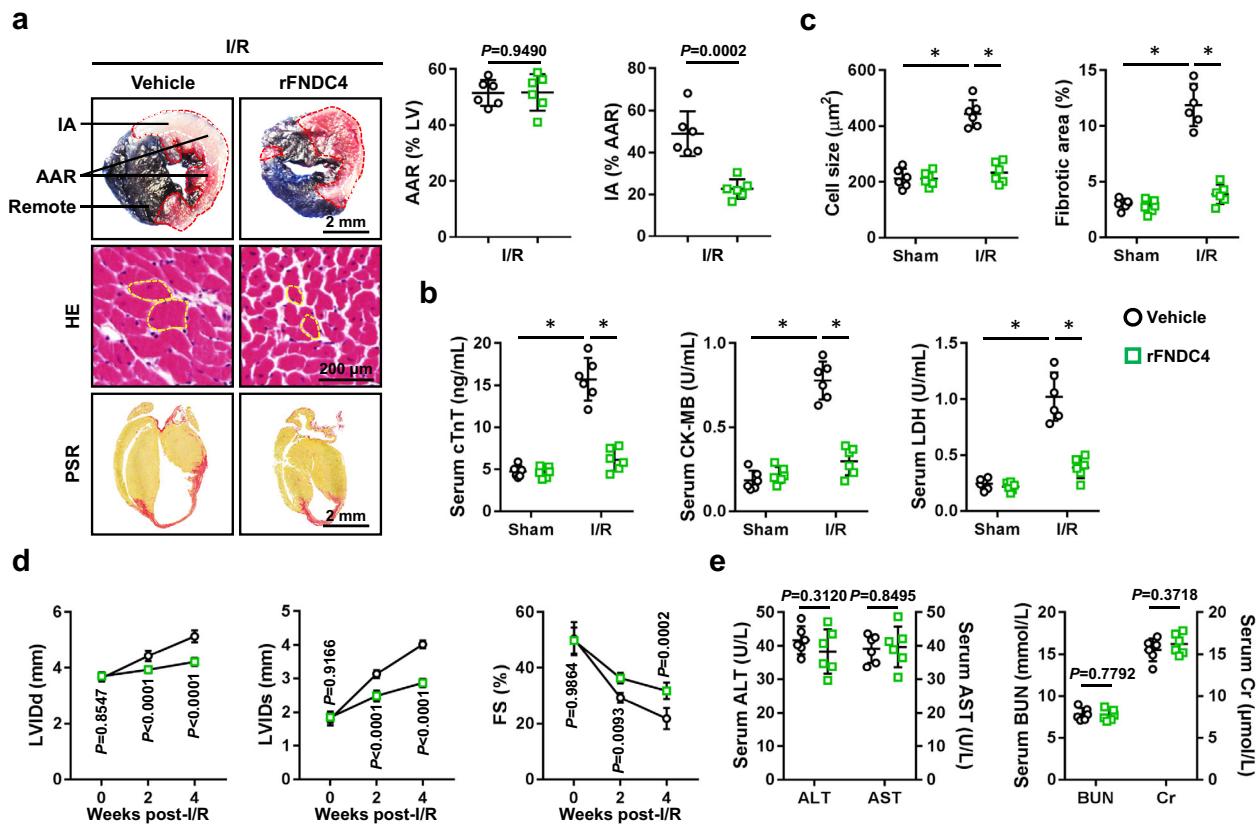 a
I/R
Vehicle
rFNDC4
IA
AAR
Remote
2 mm
HE
200 μm
PSR
2 mm
P=0.9490
AAR (% LV)
60
40
20
0
I/R
P=0.0002
IA (% AAR)
80
60
40
20
0
I/R
c
* *
Cell size (μm²)
600
400
200
0
Sham I/R
* *
Fibrotic area (%)
15
10
5
0
Sham I/R
b
* *
Serum cTnT (ng/mL)
20
15
10
5
0
Sham I/R
* *
Serum CK-MB (U/mL)
1.0
0.5
0.0
Sham I/R
* *
Serum LDH (U/mL)
1.5
1.0
0.5
0.0
Sham I/R
Vehicle
rFNDC4
d
LVIDd (mm)
6
4
2
0
P=0.8547
P<0.0001
P<0.0001
0 2 4
Weeks post-I/R
LVIDs (mm)
5
4
3
2
1
0
P=0.9166
P<0.0001
P<0.0001
0 2 4
Weeks post-I/R
FS (%)
60
40
20
0
P=0.9864
P=0.00093
P=0.0002
0 2 4
Weeks post-I/R
e
P=0.3120 P=0.8495
Serum ALT (U/L)
50
40
30
20
10
0
ALT AST
50
40
30
20
10
0
Serum AST (U/L)
P=0.3718
P=0.7792
Serum BUN (mmol/L)
20
15
10
5
0
BUN Cr
20
15
10
5
0
Serum Cr (μmol/L)